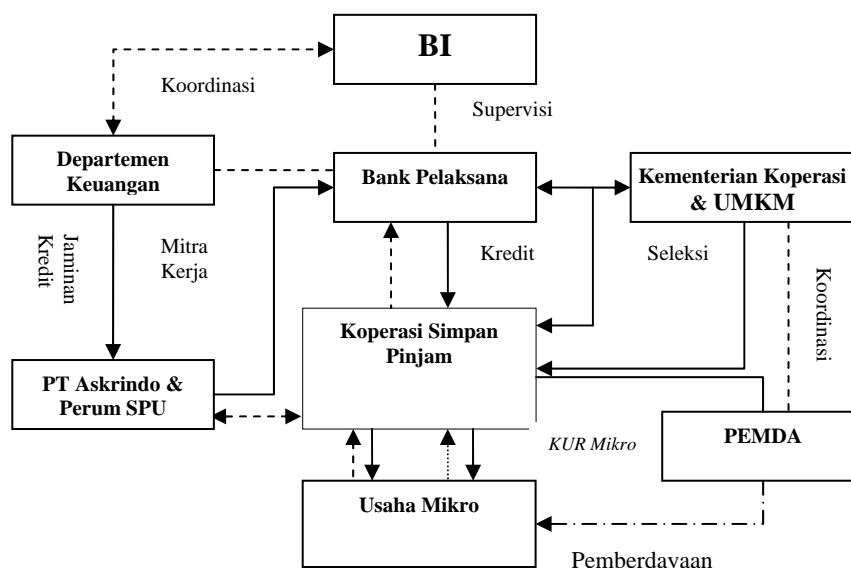 BI
Koordinasi
Supervisi
Departemen
Keuangan
Bank Pelaksana
Kementerian Koperasi
& UMKM
Jaminan
Kredit
Mitra
Kerja
Kredit
Seleksi
Koordinasi
Koperasi Simpan
Pinjam
PT Askrindo &
Perum SPU
KUR Mikro
PEMDA
Usaha Mikro
Pemberdayaan